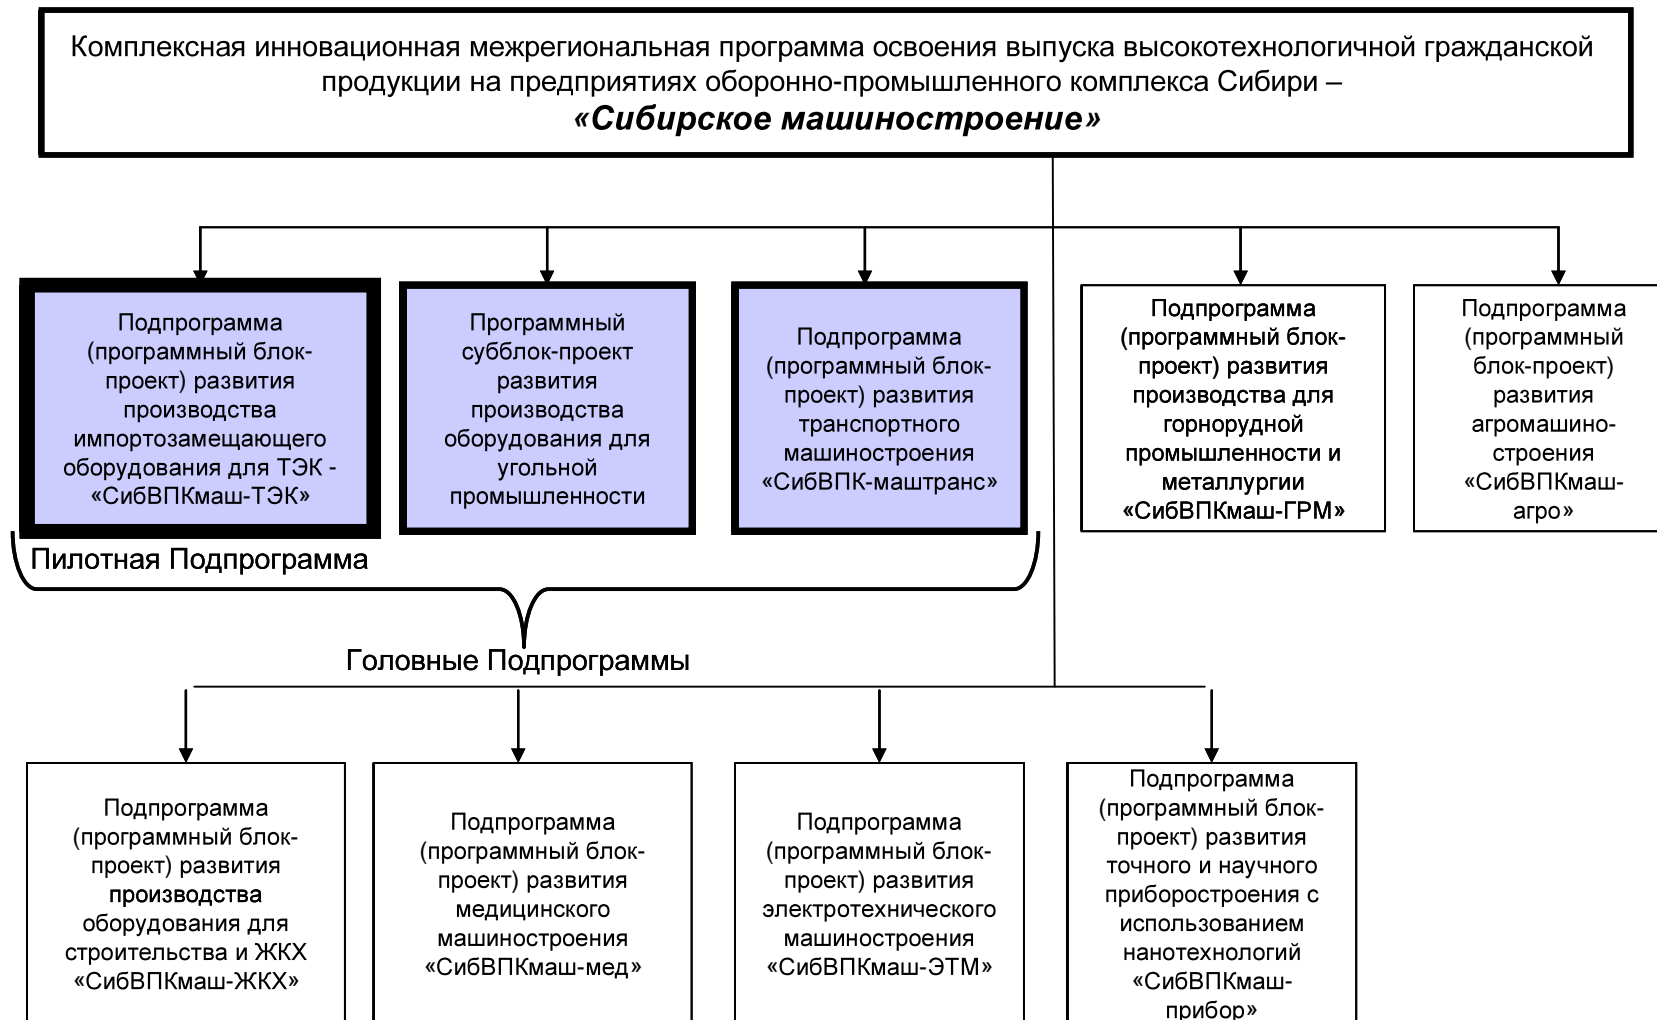 Комплексная инновационная межрегиональная программа освоения выпуска высокотехнологичной гражданской
продукции на предприятиях оборонно-промышленного комплекса Сибири –
«Сибирское машиностроение»
Подпрограмма
(программный блок-
проект) развития
производства
импортозамещающего
оборудования для ТЭК -
«СибВПКмаш-ТЭК»
Программный
субблок-проект
развития
производства
оборудования для
угольной
промышленности
Подпрограмма
(программный блок-
проект) развития
транспортного
машиностроения
«СибВПК-маштранс»
Подпрограмма
(программный блок-
проект) развития
производства для
горнорудной
промышленности и
металлургии
«СибВПКмаш-ГРМ»
Подпрограмма
(программный
блок-проект)
развития
агромашино-
строения
«СибВПКмаш-
агро»
Пилотная Подпрограмма
Головные Подпрограммы
Подпрограмма
(программный блок-
проект) развития
производства
оборудования для
строительства и ЖКХ
«СибВПКмаш-ЖКХ»
Подпрограмма
(программный блок-
проект) развития
медицинского
машиностроения
«СибВПКмаш-мед»
Подпрограмма
(программный блок-
проект) развития
электротехнического
машиностроения
«СибВПКмаш-ЭТМ»
Подпрограмма
(программный блок-
проект) развития
точного и научного
приборостроения с
использованием
нанотехнологий
«СибВПКмаш-
прибор»